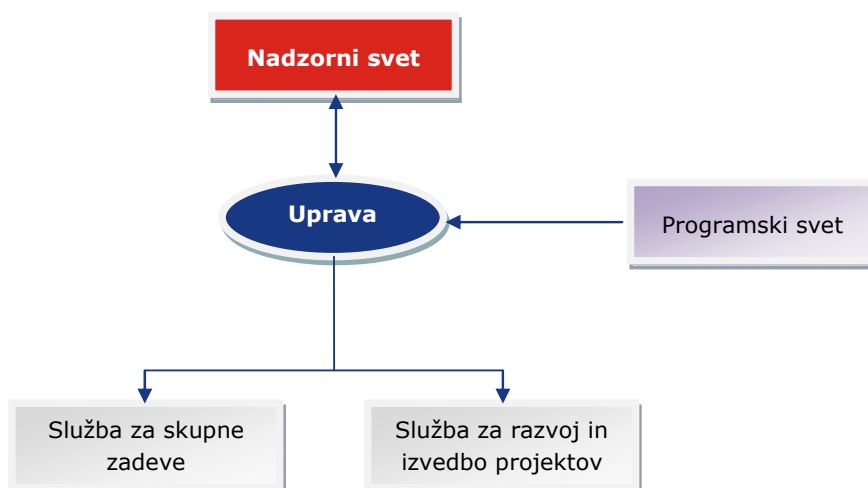 Nadzorni svet
Uprava
Programski svet
Služba za skupne
zadeve
Služba za razvoj in
izvedbo projektov